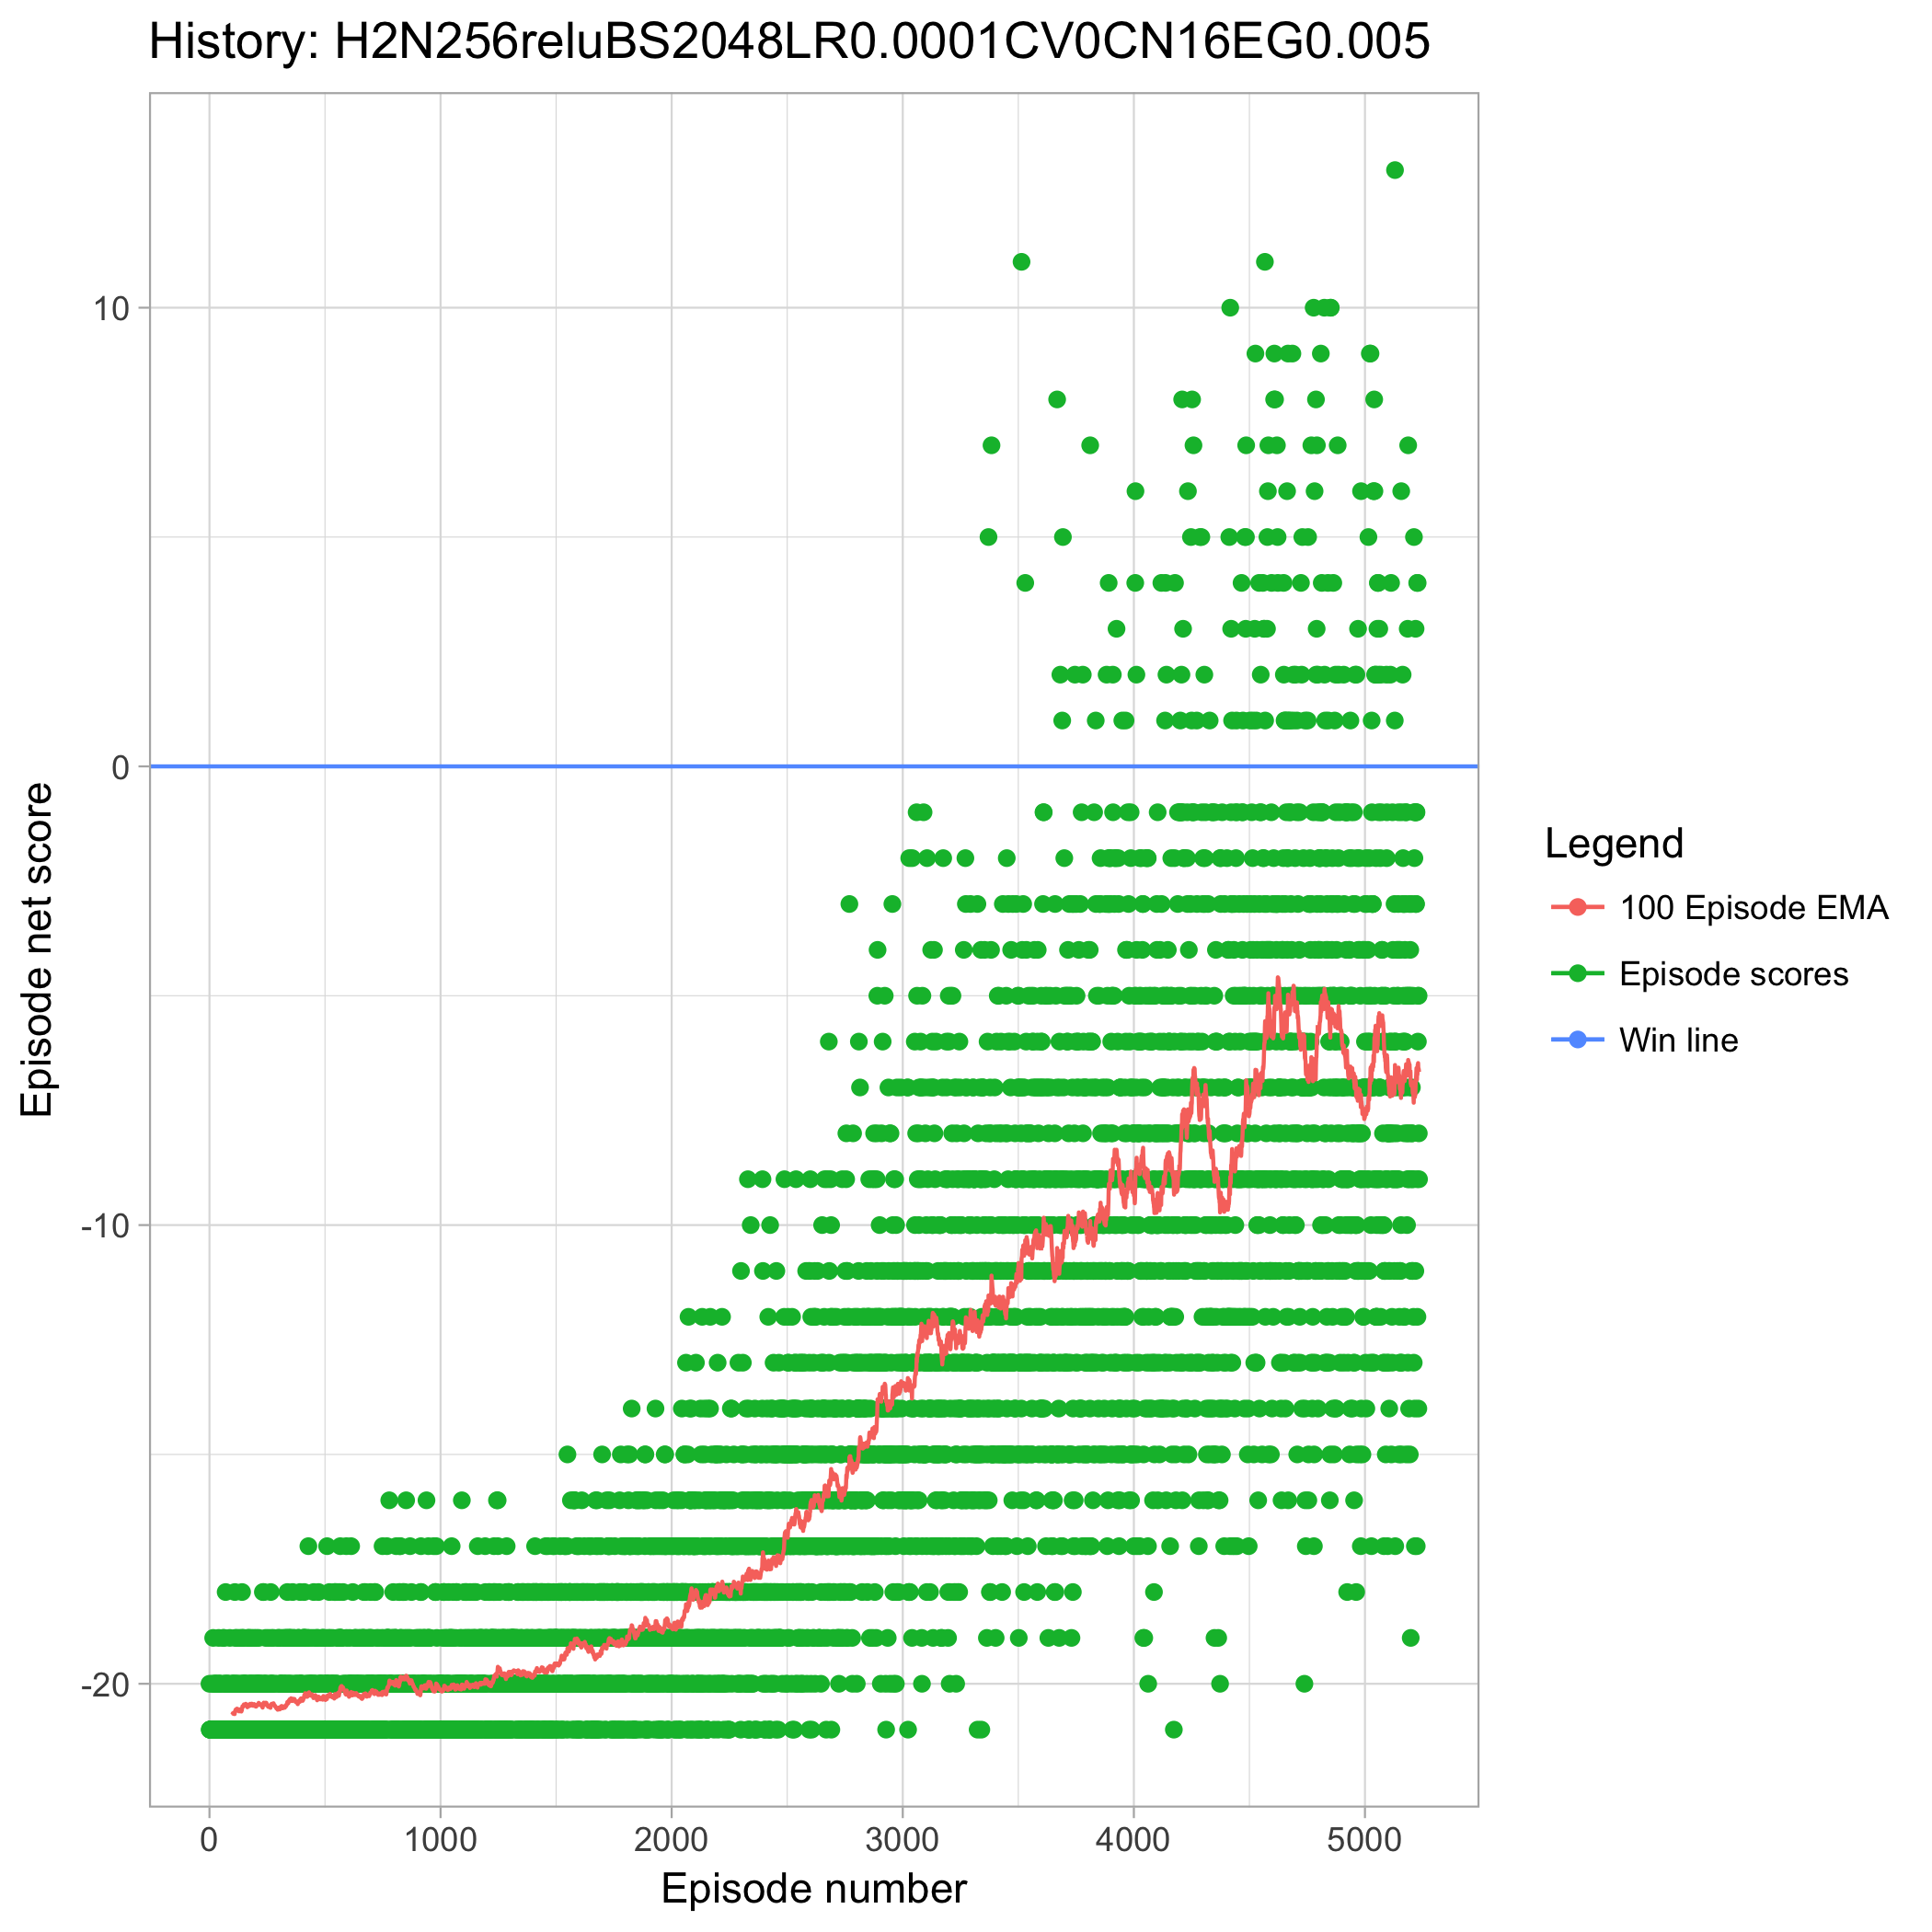 History: H2N256reluBS2048LR0.0001CV0CN16EG0.005
10
0
-10
-20
Episode net score
0 1000 2000 3000 4000 5000
Episode number
Legend
100 Episode EMA
Episode scores
Win line